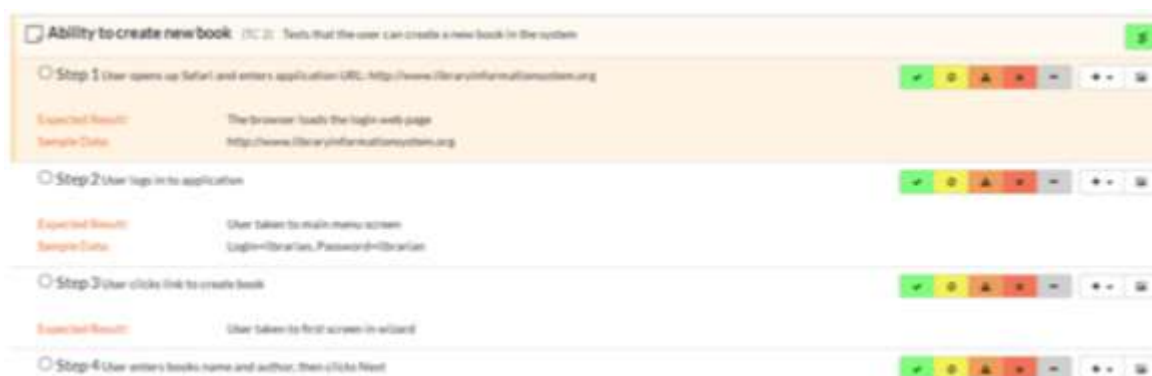 Ability to create new book (TC 2) Tests that the user can create a new book in the system
Step 1 User opens up Safari and enters application URL: http://www.libraryinformationsystem.org
Expected Result: The browser loads the login web page
Sample Data: http://www.libraryinformationsystem.org
Step 2 User logs in to application
Expected Result: User taken to main menu screen
Sample Data: Login=librarian, Password=librarian
Step 3 User clicks link to create book
Expected Result: User taken to first screen in wizard
Step 4 User enters books name and author, then clicks Next